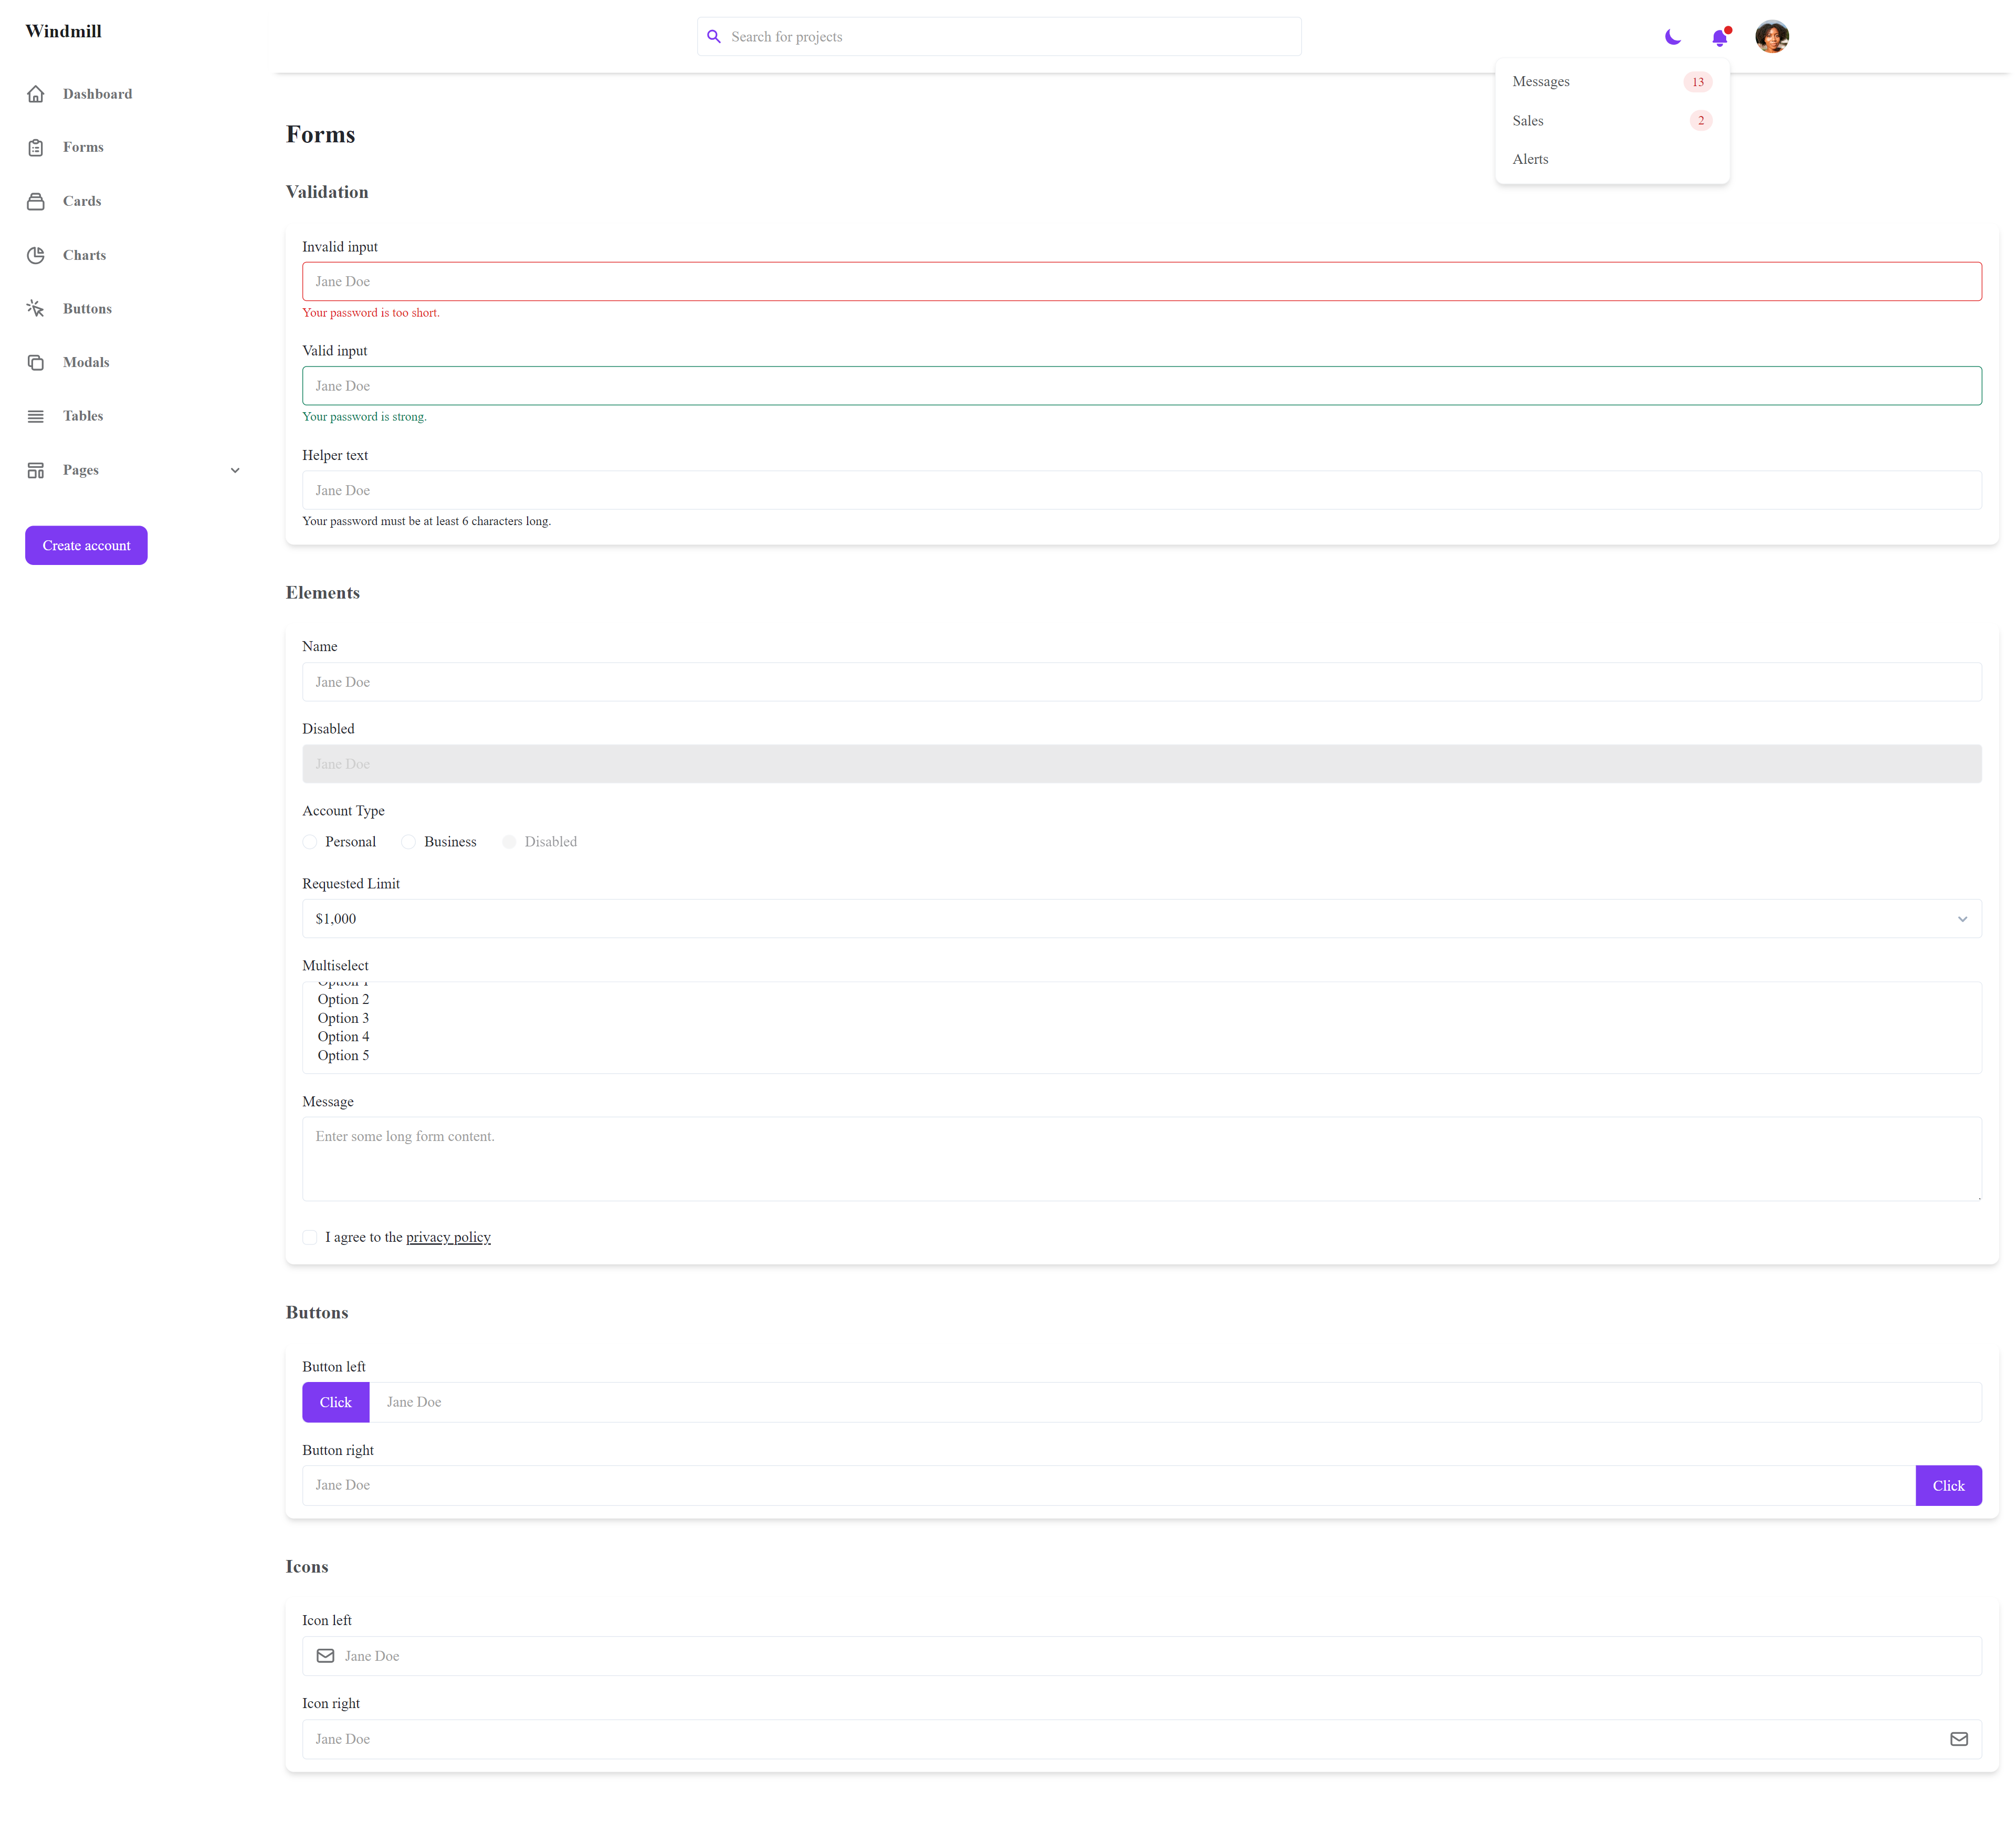 Windmill
Dashboard
Forms
Cards
Charts
Buttons
Modals
Tables
Pages
Create account
Search for projects
Messages 13
Sales 2
Alerts
Forms
Validation
Invalid input
Jane Doe
Your password is too short.
Valid input
Jane Doe
Your password is strong.
Helper text
Jane Doe
Your password must be at least 6 characters long.
Elements
Name
Jane Doe
Disabled
Jane Doe
Account Type
Personal Business Disabled
Requested Limit
$1,000
Multiselect
Option 1
Option 2
Option 3
Option 4
Option 5
Message
Enter some long form content.
I agree to the privacy policy
Buttons
Button left
Click Jane Doe
Button right
Jane Doe Click
Icons
Icon left
Jane Doe
Icon right
Jane Doe